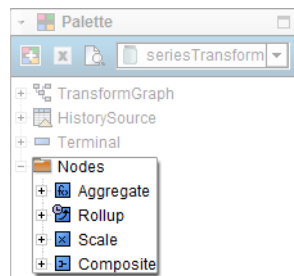 Palette
seriesTransform
TransformGraph
HistorySource
Terminal
Nodes
Aggregate
Rollup
Scale
Composite